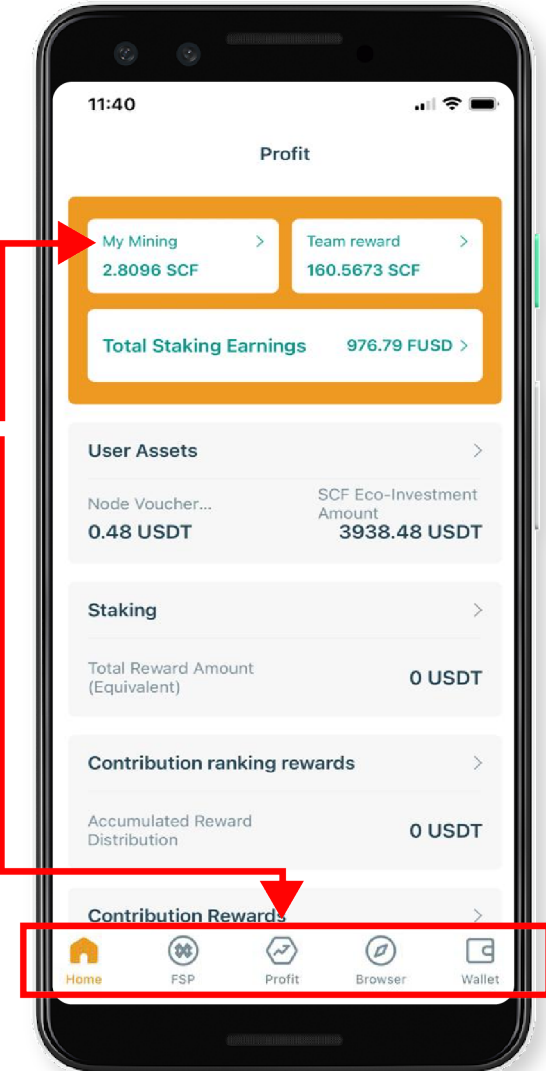 11:40
Profit
My Mining > Team reward >
2.8096 SCF 160.5673 SCF
Total Staking Earnings 976.79 FUSD >
User Assets >
Node Voucher... SCF Eco-Investment
Amount
0.48 USDT 3938.48 USDT
Staking >
Total Reward Amount
(Equivalent) 0 USDT
Contribution ranking rewards >
Accumulated Reward
Distribution 0 USDT
Contribution Rewards >
Home FSP Profit Browser Wallet